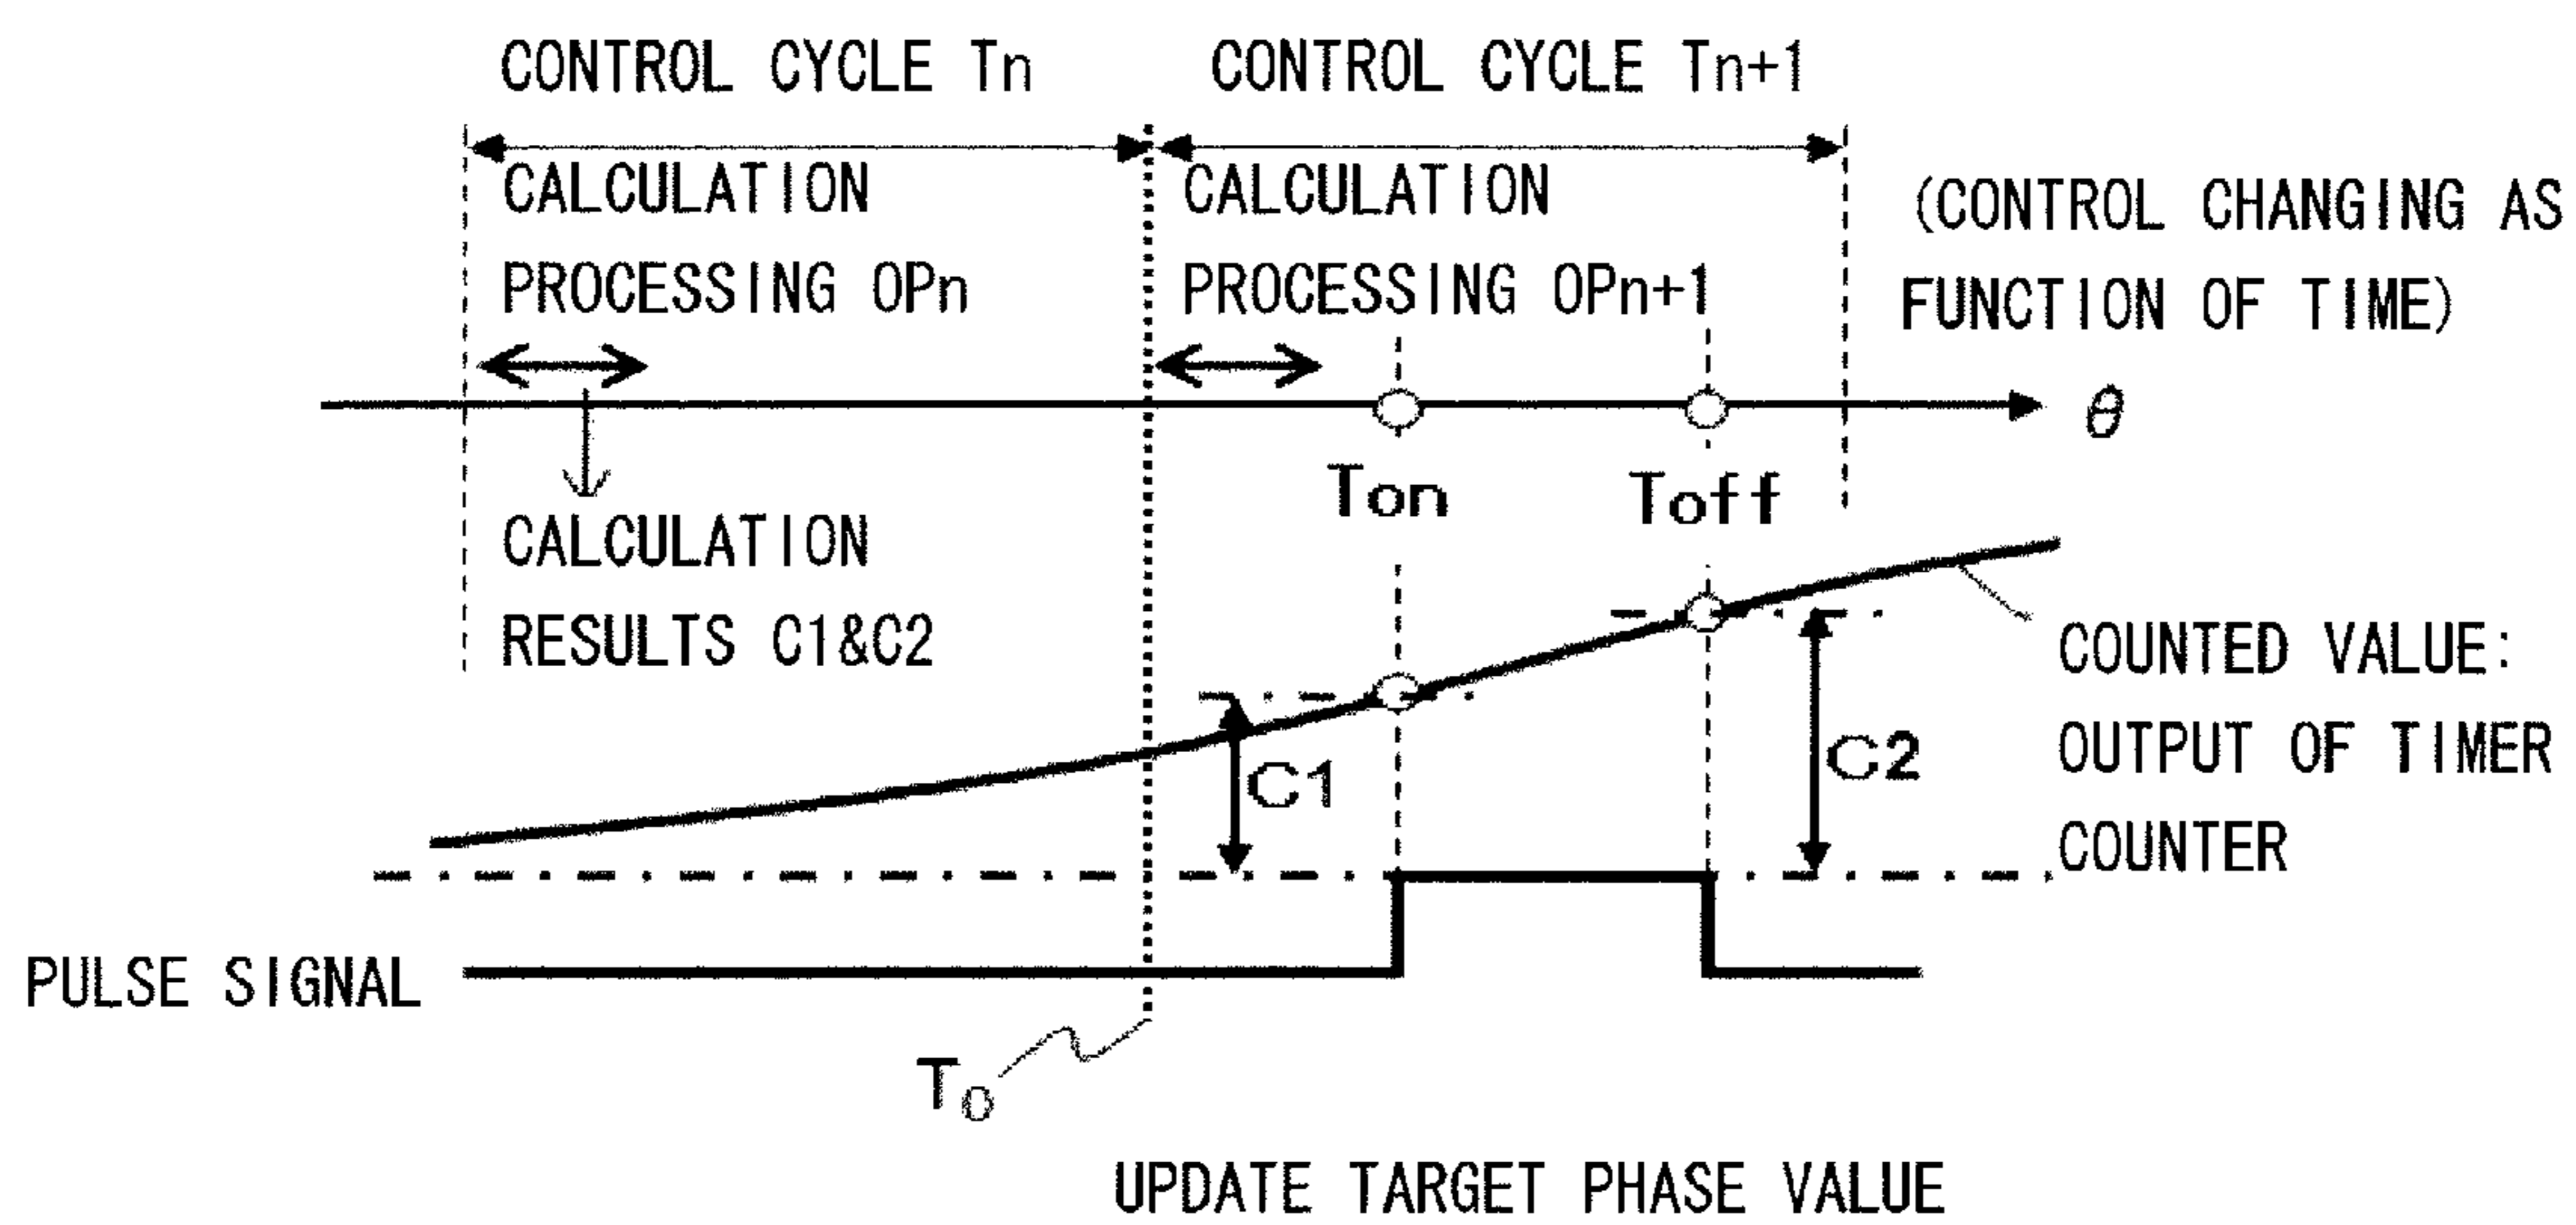 CONTROL CYCLE Tn
CONTROL CYCLE Tn+1
CALCULATION
PROCESSING OPn
CALCULATION
PROCESSING OPn+1
(CONTROL CHANGING AS
FUNCTION OF TIME)
θ
Ton
Toff
CALCULATION
RESULTS C1&C2
C1
C2
COUNTED VALUE:
OUTPUT OF TIMER
COUNTER
PULSE SIGNAL
T0
UPDATE TARGET PHASE VALUE